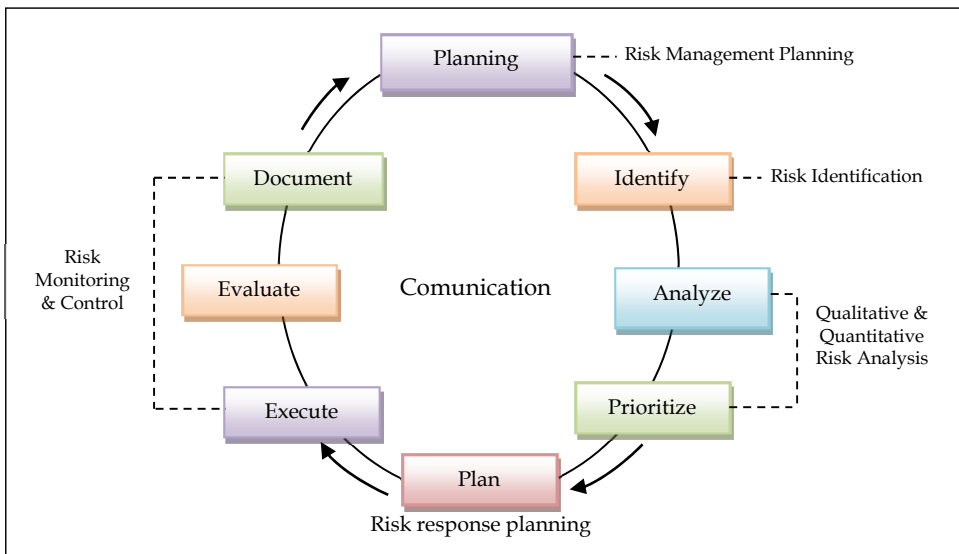 Planning
Risk Management Planning
Document
Identify
Risk Identification
Risk
Monitoring
& Control
Evaluate
Comunication
Analyze
Qualitative &
Quantitative
Risk Analysis
Execute
Prioritize
Plan
Risk response planning